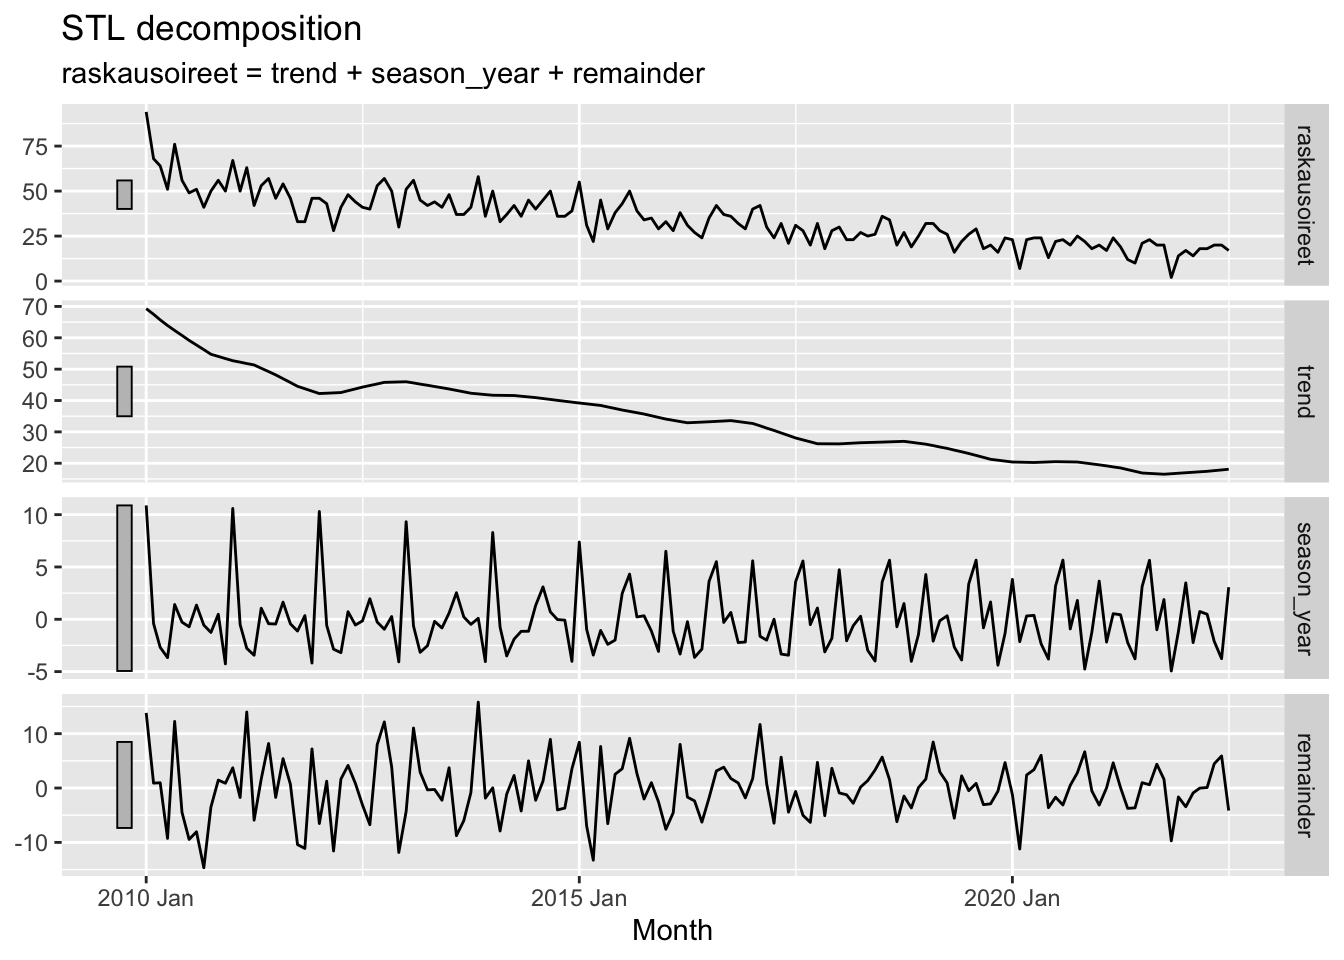 STL decomposition
raskausoireet = trend + season_year + remainder
75
50
25
0
raskausoireet
70
60
50
40
30
20
trend
10
5
0
-5
season_year
10
0
-10
remainder
2010 Jan
2015 Jan
2020 Jan
Month